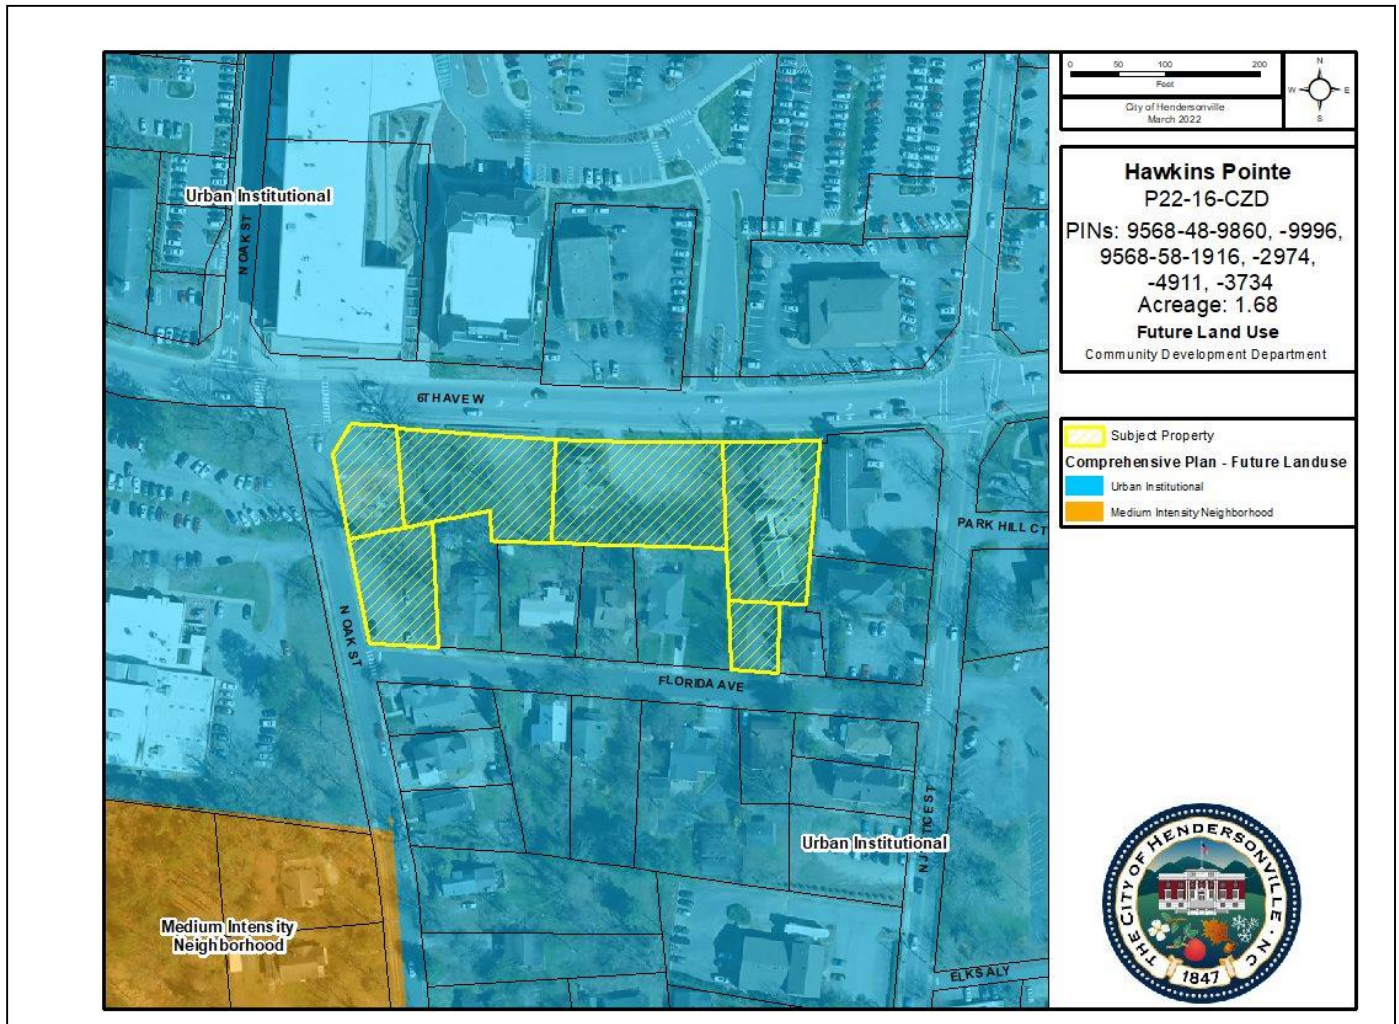 0 50 100 200
Feet
City of Hendersonville
March 2022
N
W E
S
Hawkins Pointe
P22-16-CZD
PINs: 9568-48-9860, -9996,
9568-58-1916, -2974,
-4911, -3734
Acreage: 1.68
Future Land Use
Community Development Department
Subject Property
Comprehensive Plan - Future Landuse
Urban Institutional
Medium Intensity Neighborhood
Urban Institutional
N OAK ST
6TH AVE W
PARK HILL CT
N OAK ST
FLORIDA AVE
N JUSTICE ST
Urban Institutional
Medium Intensity
Neighborhood
ELKS ALY
THE CITY OF HENDERSONVILLE · NC
1847